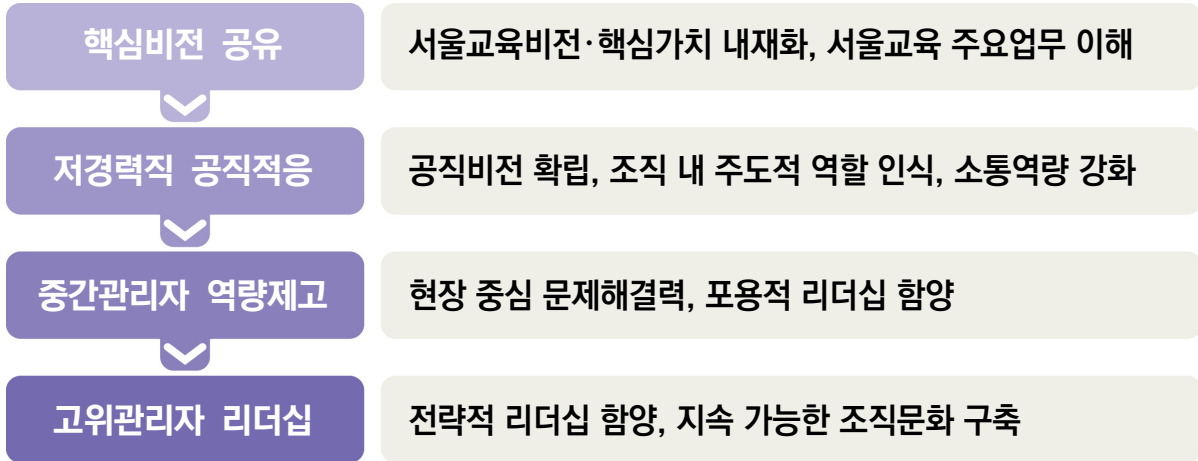 핵심비전 공유
서울교육비전·핵심가치 내재화, 서울교육 주요업무 이해
저경력직 공직적응
공직비전 확립, 조직 내 주도적 역할 인식, 소통역량 강화
중간관리자 역량제고
현장 중심 문제해결력, 포용적 리더십 함양
고위관리자 리더십
전략적 리더십 함양, 지속 가능한 조직문화 구축